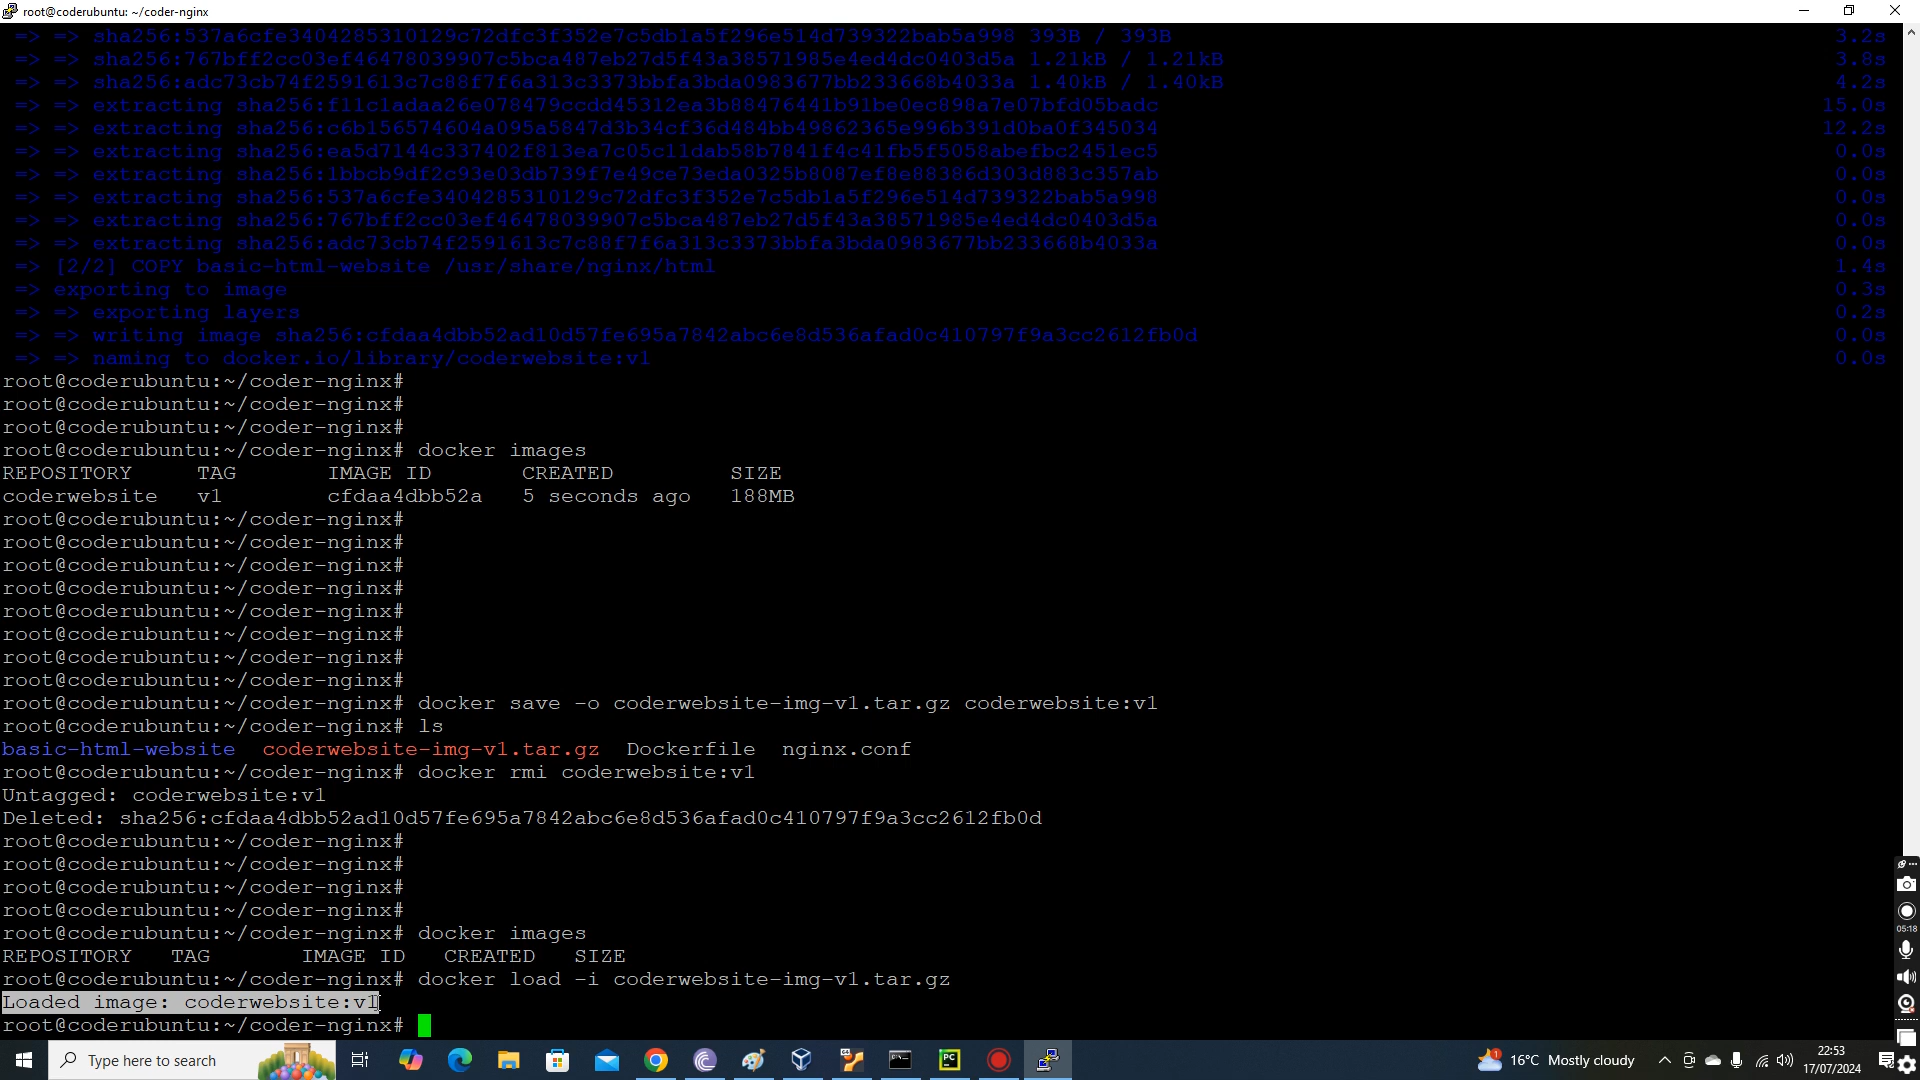 root@coderubuntu: ~/coder-nginx
=> => sha256:537a6cfe3404285310129c72dfc3f352e7c5db1a5f296e514d739322bab5a998 393B / 393B 3.2s
=> => sha256:767bff2cc03ef46478039907c5bca487eb27d5f43a38571985e4ed4dc0403d5a 1.21kB / 1.21kB 3.8s
=> => sha256:adc73cb74f2591613c7c88f7f6a313c3373bbfa3bda0983677bb233668b4033a 1.40kB / 1.40kB 4.2s
=> => extracting sha256:f11c1adaa26e078479ccdd45312ea3b88476441b91be0ec898a7e07bfd05badc 15.0s
=> => extracting sha256:c6b156574604a095a5847d3b34cf36d484bb49862365e996b391d0ba0f345034 12.2s
=> => extracting sha256:ea5d7144c337402f813ea7c05c11dab58b7841f4c41fb5f5058abefbc2451ec5 0.0s
=> => extracting sha256:1bbcb9df2c93e03db739f7e49ce73eda0325b8087ef8e88386d303d883c357ab 0.0s
=> => extracting sha256:537a6cfe3404285310129c72dfc3f352e7c5db1a5f296e514d739322bab5a998 0.0s
=> => extracting sha256:767bff2cc03ef46478039907c5bca487eb27d5f43a38571985e4ed4dc0403d5a 0.0s
=> => extracting sha256:adc73cb74f2591613c7c88f7f6a313c3373bbfa3bda0983677bb233668b4033a 0.0s
=> [2/2] COPY basic-html-website /usr/share/nginx/html 1.4s
=> exporting to image 0.3s
=> => exporting layers 0.2s
=> => writing image sha256:cfdaa4dbb52ad10d57fe695a7842abc6e8d536afad0c410797f9a3cc2612fb0d 0.0s
=> => naming to docker.io/library/coderwebsite:v1 0.0s
root@coderubuntu:~/coder-nginx#
root@coderubuntu:~/coder-nginx#
root@coderubuntu:~/coder-nginx#
root@coderubuntu:~/coder-nginx# docker images
REPOSITORY TAG IMAGE ID CREATED SIZE
coderwebsite v1 cfdaa4dbb52a 5 seconds ago 188MB
root@coderubuntu:~/coder-nginx#
root@coderubuntu:~/coder-nginx#
root@coderubuntu:~/coder-nginx#
root@coderubuntu:~/coder-nginx#
root@coderubuntu:~/coder-nginx#
root@coderubuntu:~/coder-nginx#
root@coderubuntu:~/coder-nginx#
root@coderubuntu:~/coder-nginx#
root@coderubuntu:~/coder-nginx# docker save -o coderwebsite-img-v1.tar.gz coderwebsite:v1
root@coderubuntu:~/coder-nginx# ls
basic-html-website coderwebsite-img-v1.tar.gz Dockerfile nginx.conf
root@coderubuntu:~/coder-nginx# docker rmi coderwebsite:v1
Untagged: coderwebsite:v1
Deleted: sha256:cfdaa4dbb52ad10d57fe695a7842abc6e8d536afad0c410797f9a3cc2612fb0d
root@coderubuntu:~/coder-nginx#
root@coderubuntu:~/coder-nginx#
root@coderubuntu:~/coder-nginx#
root@coderubuntu:~/coder-nginx#
root@coderubuntu:~/coder-nginx# docker images
REPOSITORY TAG IMAGE ID CREATED SIZE
root@coderubuntu:~/coder-nginx# docker load -i coderwebsite-img-v1.tar.gz
Loaded image: coderwebsite:v1
root@coderubuntu:~/coder-nginx#
05:18
Type here to search
PC
1
16°C Mostly cloudy
22:53
17/07/2024